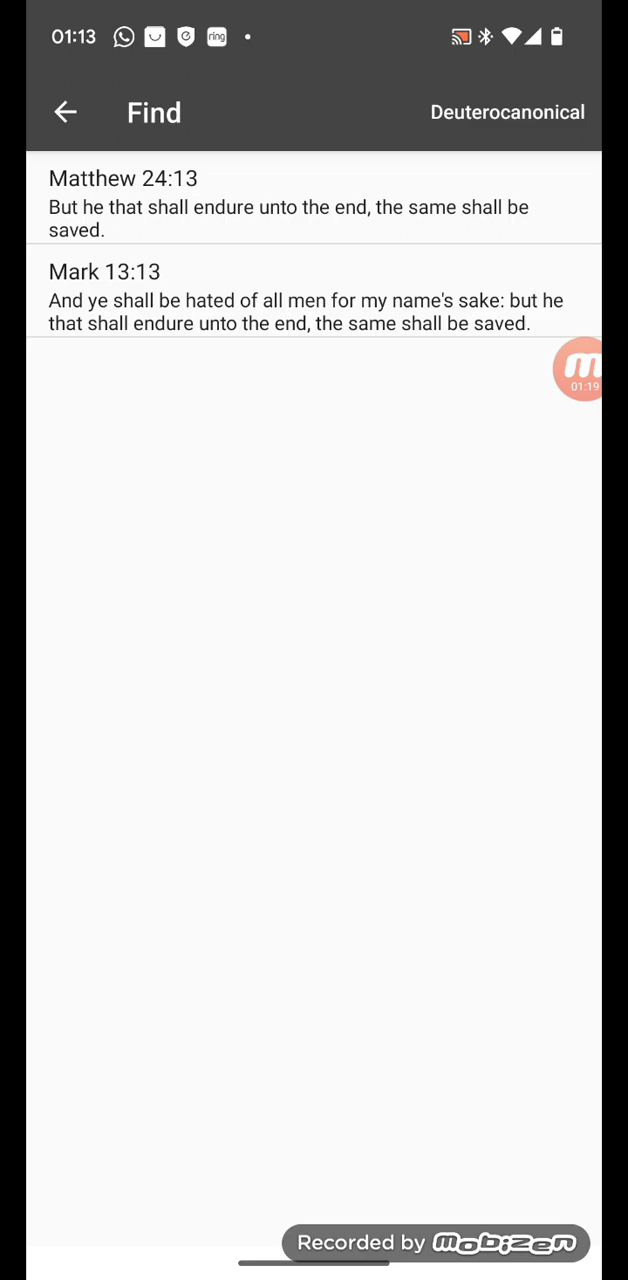 01:13 ring
Find Deuterocanonical
Matthew 24:13
But he that shall endure unto the end, the same shall be
saved.
Mark 13:13
And ye shall be hated of all men for my name's sake: but he
that shall endure unto the end, the same shall be saved.
m
01:19
Recorded by mobizen